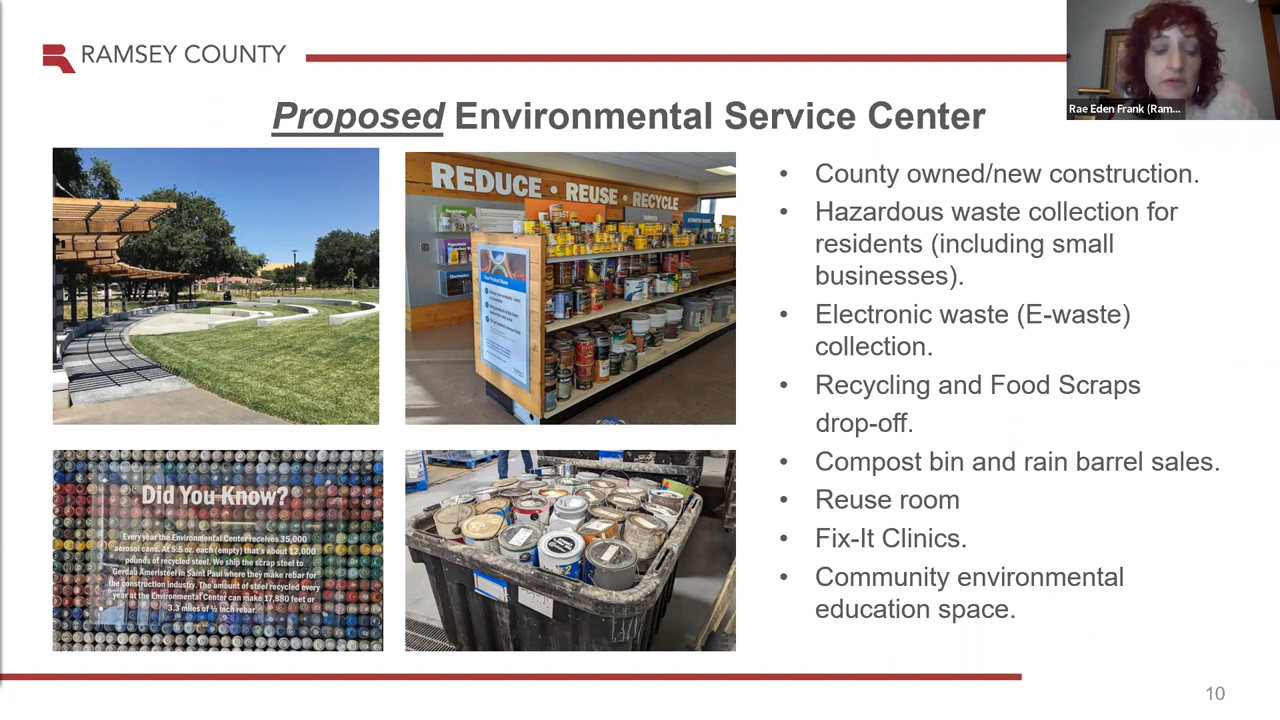 RAMSEY COUNTY
Rae Eden Frank (Ram...
Proposed Environmental Service Center
REDUCE • REUSE • RECYCLE
Electronics
Did You Know?
Every year the Environmental Center receives 35,000
aerosol cans. At 5.5 oz. each (empty) that's about 12,000
pounds of recycled steel. We ship the scrap steel to
Gerdau Ameristeel in Saint Paul where they make rebar for
the construction industry. The amount of steel recycled every
year at the Environmental Center can make 17,880 feet or
3.3 miles of ½ inch rebar.
• County owned/new construction.
• Hazardous waste collection for
residents (including small
businesses).
• Electronic waste (E-waste)
collection.
• Recycling and Food Scraps
drop-off.
• Compost bin and rain barrel sales.
• Reuse room
• Fix-It Clinics.
• Community environmental
education space.
10